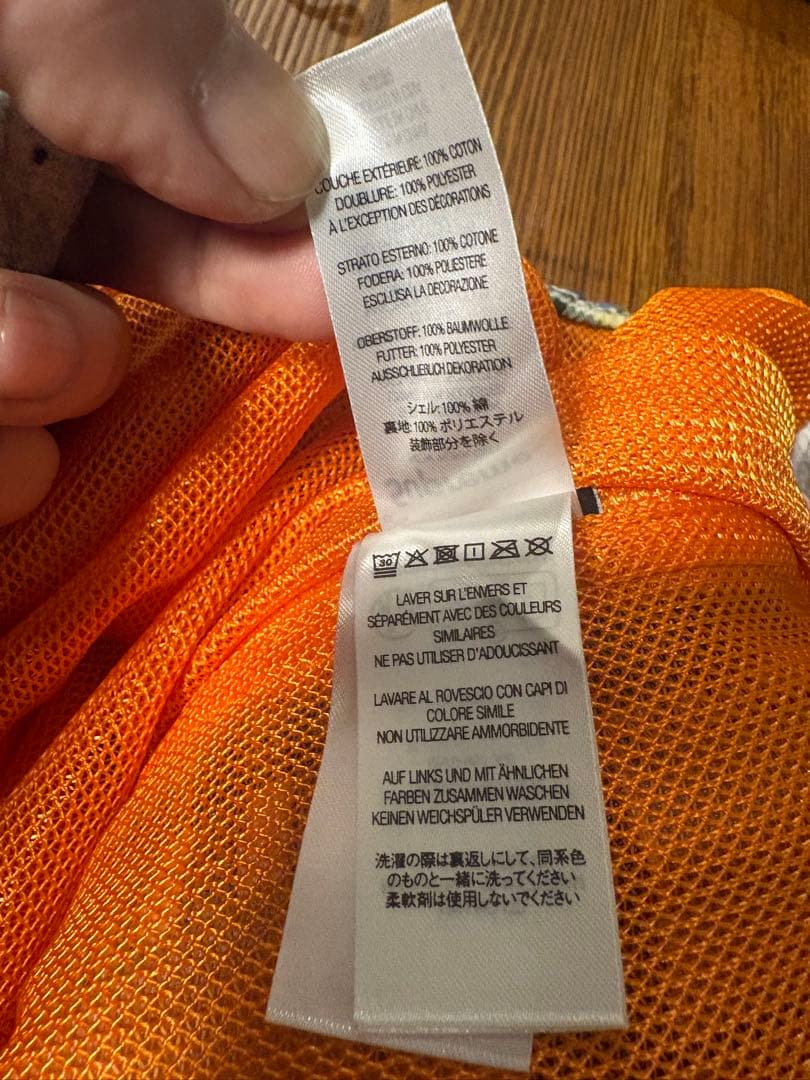 COUCHE EXTÉRIEURE: 100% COTON
DOUBLURE: 100% POLYESTER
À L'EXCEPTION DES DÉCORATIONS
STRATO ESTERNO: 100% COTONE
FODERA: 100% POLIESTERE
ESCLUSA LA DECORAZIONE
OBERSTOFF: 100% BAUMWOLLE
FUTTER: 100% POLYESTER
AUSSCHLIEßLICH DEKORATION
シェル: 100% 綿
裏地: 100% ポリエステル
装飾部分を除く
30
LAVER SUR L'ENVERS ET
SÉPARÉMENT AVEC DES COULEURS
SIMILAIRES
NE PAS UTILISER D'ADOUCISSANT
LAVARE AL ROVESCIO CON CAPI DI
COLORE SIMILE
NON UTILIZZARE AMMORBIDENTE
AUF LINKS UND MIT ÄHNLICHEN
FARBEN ZUSAMMEN WASCHEN
KEINEN WEICHSPÜLER VERWENDEN
洗濯の際は裏返しにして、同系色
のものと一緒に洗ってください
柔軟剤は使用しないでください